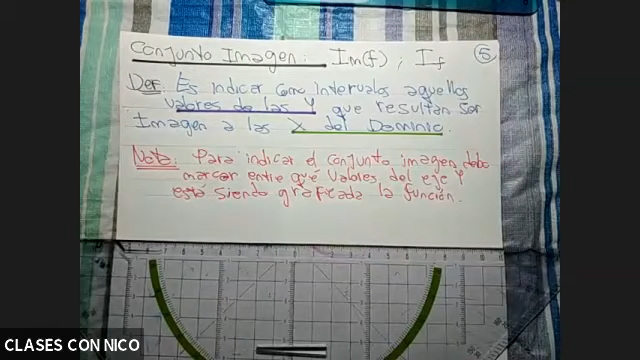 Conjunto Imagen: Im(f) ; If
5
Def: Es indicar como intervalos aquellos
valores de las Y que resultan ser
Imagen a las X del Dominio.
Nota: Para indicar el conjunto imagen debo
marcar entre qué valores del eje Y
está siendo graficada la función.
CLASES CON NICO